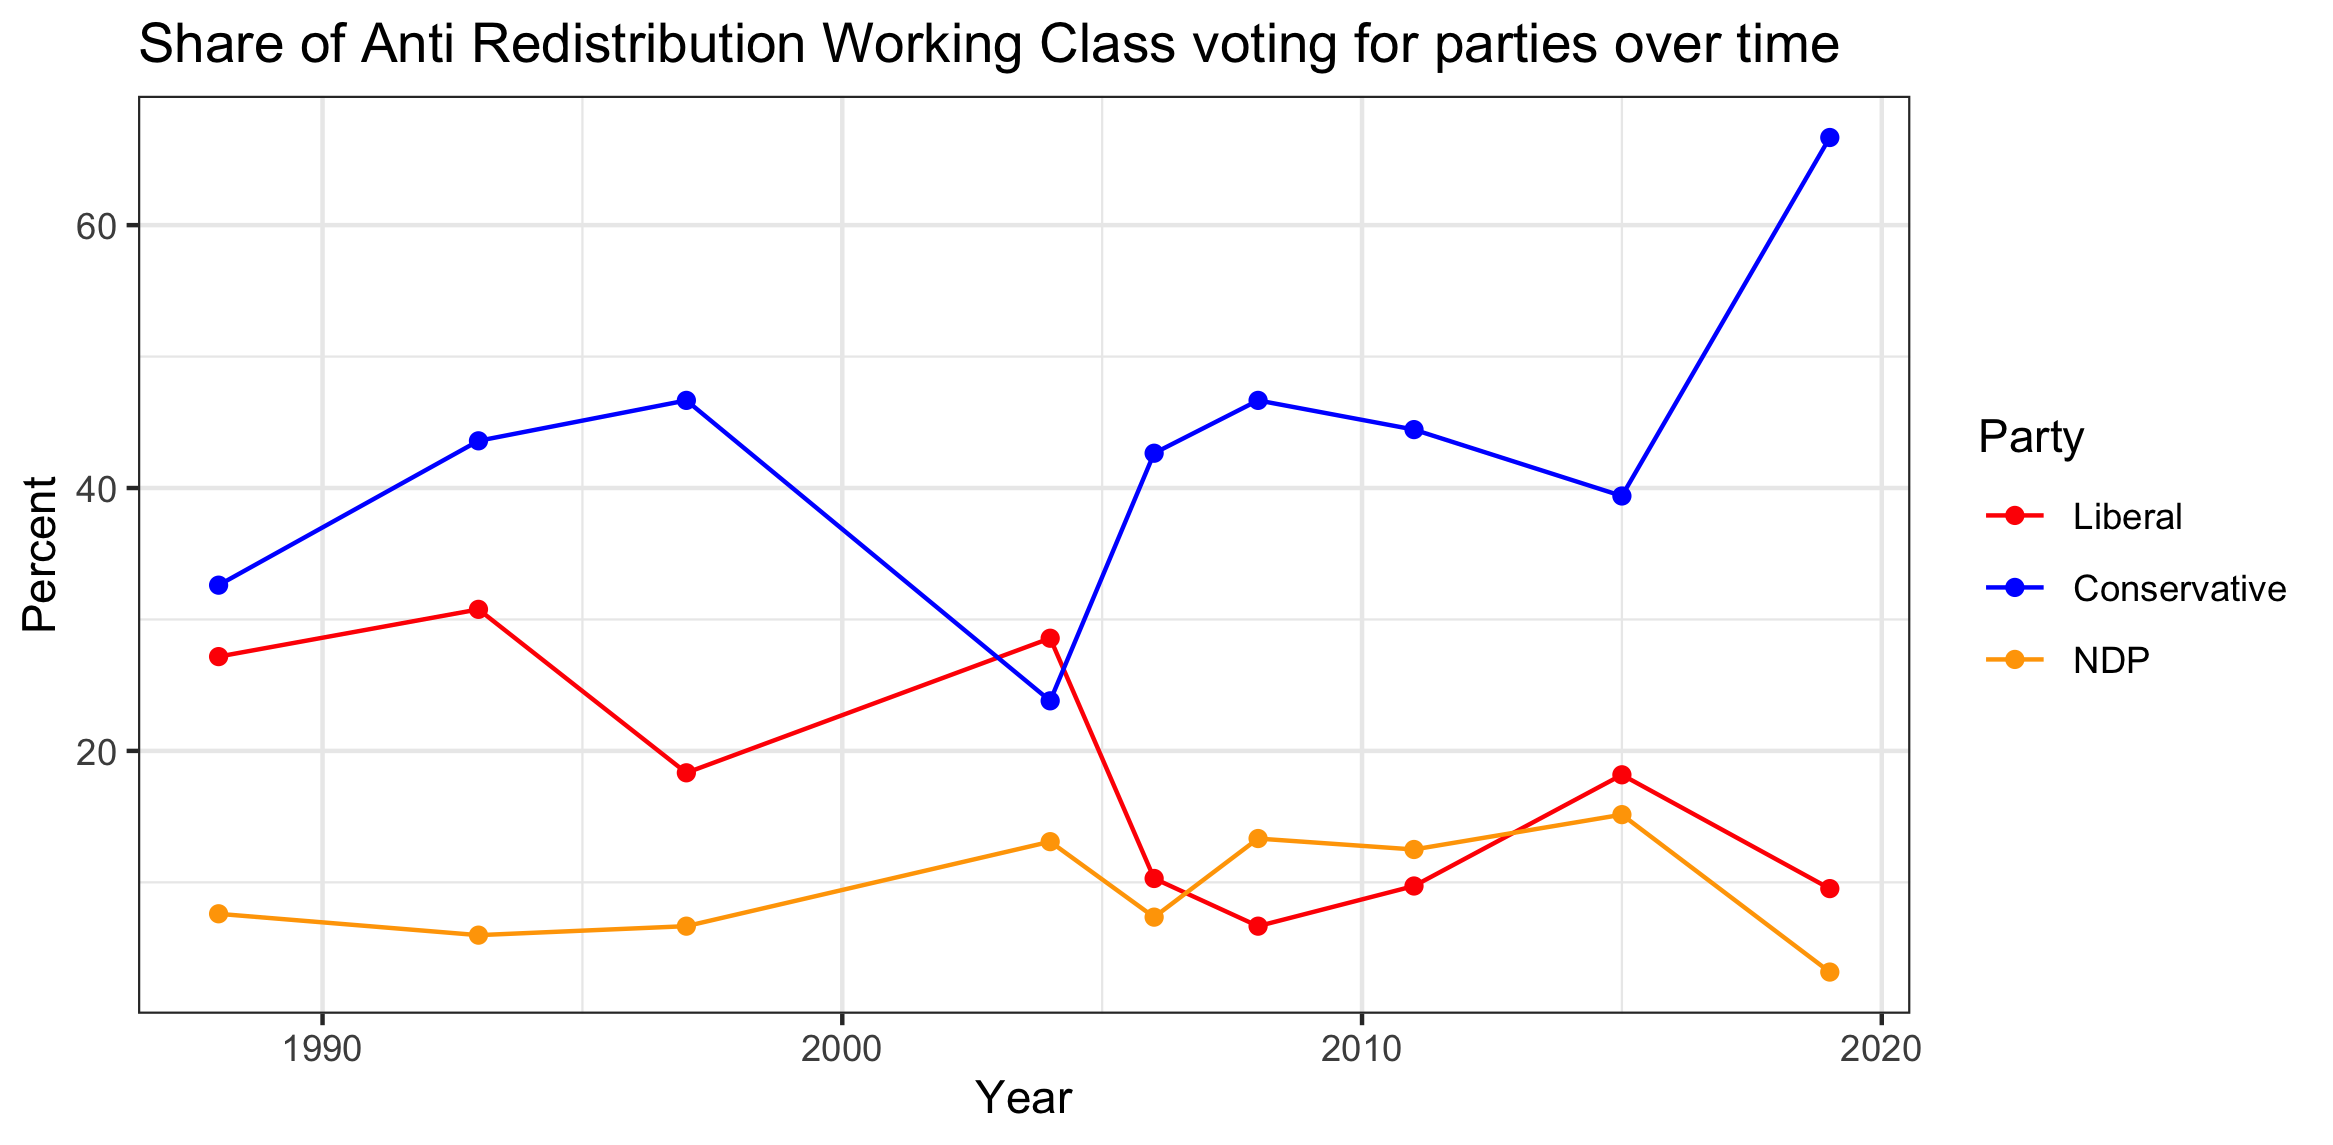 Share of Anti Redistribution Working Class voting for parties over time
60
40
20
Percent
1990
2000
2010
2020
Year
Party
Liberal
Conservative
NDP